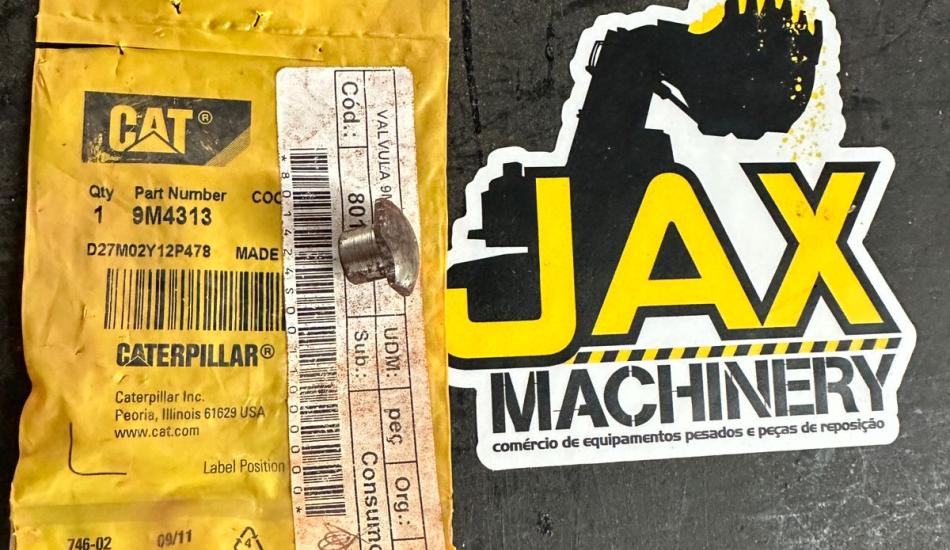 CAT®
Qty Part Number
1 9M4313
D27M02Y12P478 MADE
CATERPILLAR®
Caterpillar Inc.
Peoria, Illinois 61629 USA
www.cat.com
Label Position
746-02 09/11
4
VALVULA
Cód.: 801
UDM: peç Org.:
Sub.: Consumo
JAX
MACHINERY
comércio de equipamentos pesados e peças de reposição